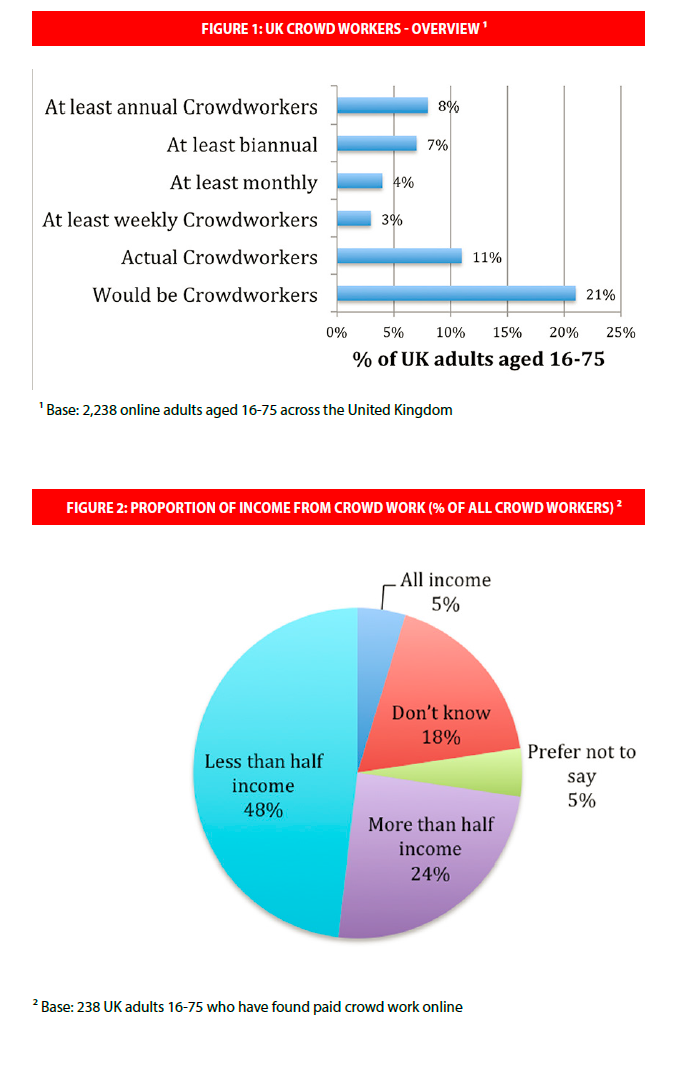 FIGURE 1: UK CROWD WORKERS - OVERVIEW ¹
At least annual Crowdworkers
8%
At least biannual
7%
At least monthly
4%
At least weekly Crowdworkers
3%
Actual Crowdworkers
11%
Would be Crowdworkers
21%
0% 5% 10% 15% 20% 25%
% of UK adults aged 16-75
¹ Base: 2,238 online adults aged 16-75 across the United Kingdom
FIGURE 2: PROPORTION OF INCOME FROM CROWD WORK (% OF ALL CROWD WORKERS) ²
All income
5%
Don't know
18%
Prefer not to
say
5%
Less than half
income
48%
More than half
income
24%
² Base: 238 UK adults 16-75 who have found paid crowd work online